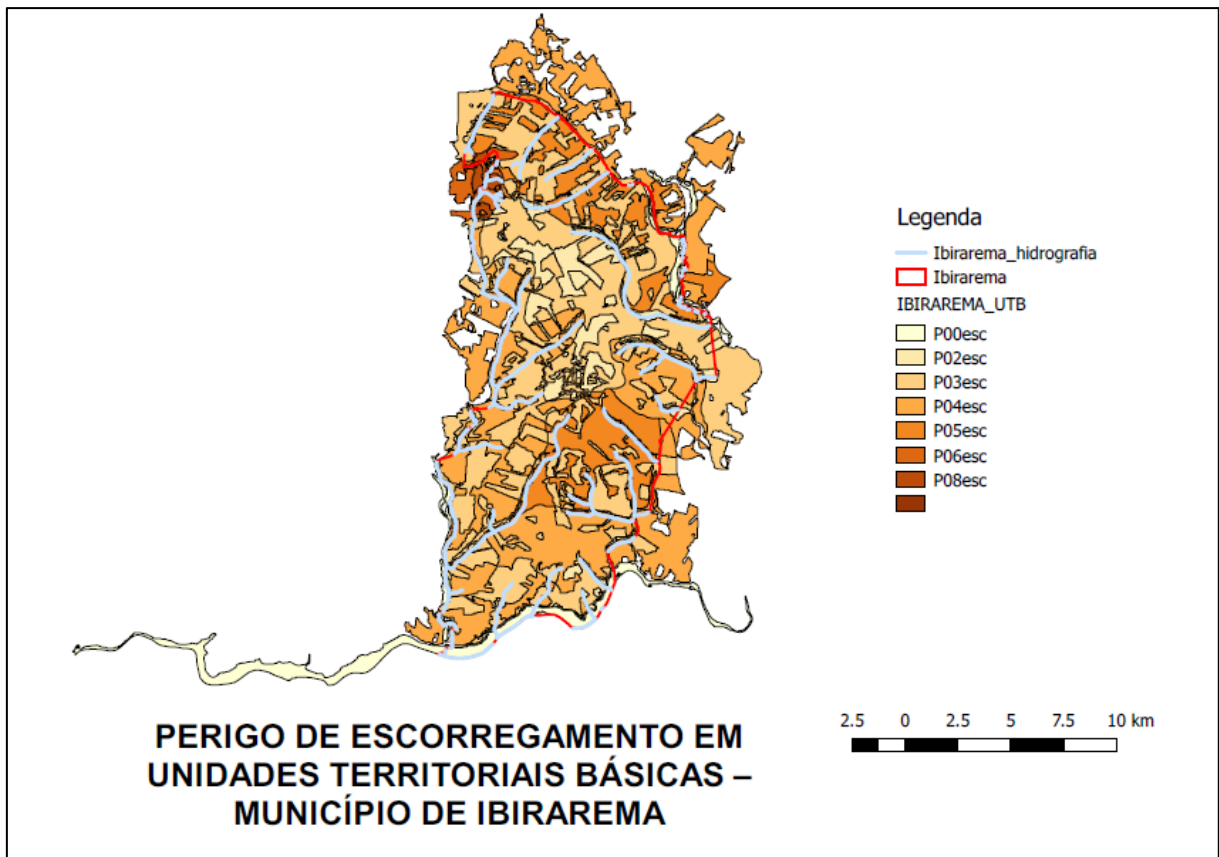 Legenda
Ibirarema_hidrografia
Ibirarema
IBIRAREMA_UTB
P00esc
P02esc
P03esc
P04esc
P05esc
P06esc
P08esc
2.5 0 2.5 5 7.5 10 km
PERIGO DE ESCORREGAMENTO EM
UNIDADES TERRITORIAIS BÁSICAS –
MUNICÍPIO DE IBIRAREMA